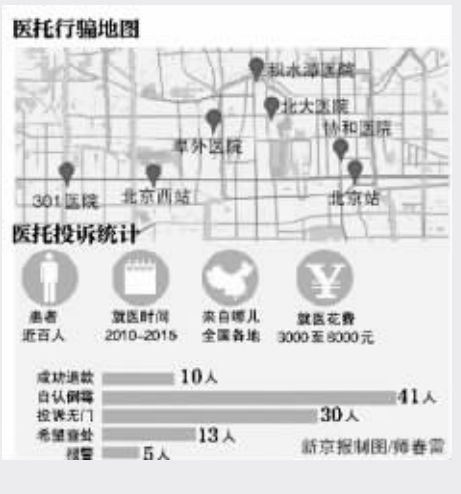 医托行骗地图
积水潭医院
北大医院
协和医院
阜外医院
301医院
北京西站
北京站
医托投诉统计
患者
近百人
就医时间
2010-2015
来自哪儿
全国各地
¥
就医花费
3000至6000元
成功退款 10人
自认倒霉 41人
投诉无门 30人
希望查处 13人
报警 5人
新京报制图/师春雷